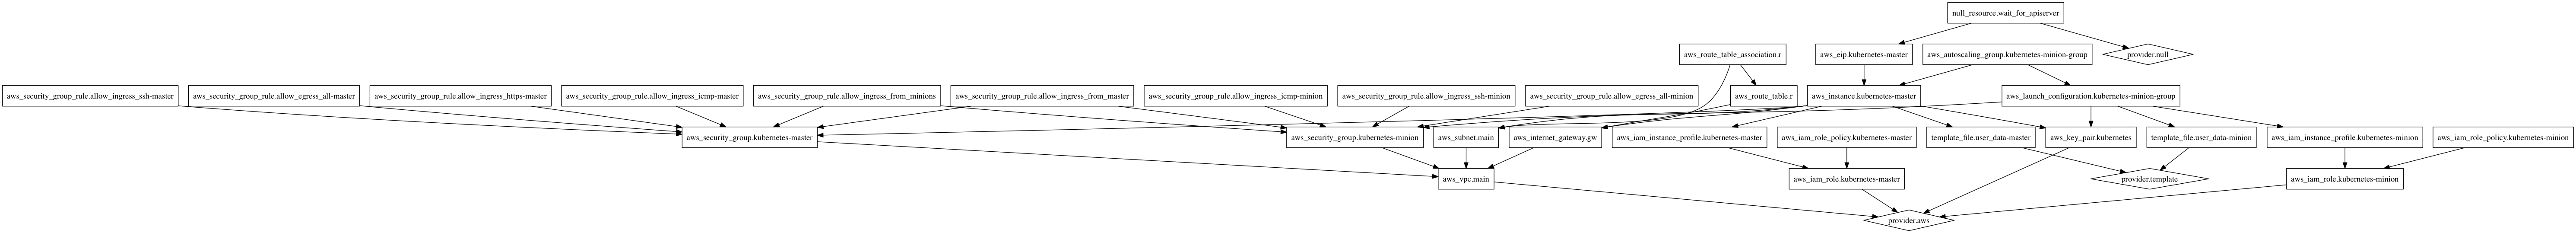 null_resource.wait_for_apiserver
aws_route_table_association.r
aws_eip.kubernetes-master
aws_autoscaling_group.kubernetes-minion-group
provider.null
aws_security_group_rule.allow_ingress_ssh-master
aws_security_group_rule.allow_egress_all-master
aws_security_group_rule.allow_ingress_https-master
aws_security_group_rule.allow_ingress_icmp-master
aws_security_group_rule.allow_ingress_from_minions
aws_security_group_rule.allow_ingress_from_master
aws_security_group_rule.allow_ingress_icmp-minion
aws_security_group_rule.allow_ingress_ssh-minion
aws_security_group_rule.allow_egress_all-minion
aws_route_table.r
aws_instance.kubernetes-master
aws_launch_configuration.kubernetes-minion-group
aws_security_group.kubernetes-master
aws_security_group.kubernetes-minion
aws_subnet.main
aws_internet_gateway.gw
aws_iam_instance_profile.kubernetes-master
aws_iam_role_policy.kubernetes-master
template_file.user_data-master
aws_key_pair.kubernetes
template_file.user_data-minion
aws_iam_instance_profile.kubernetes-minion
aws_iam_role_policy.kubernetes-minion
aws_vpc.main
aws_iam_role.kubernetes-master
provider.template
aws_iam_role.kubernetes-minion
provider.aws